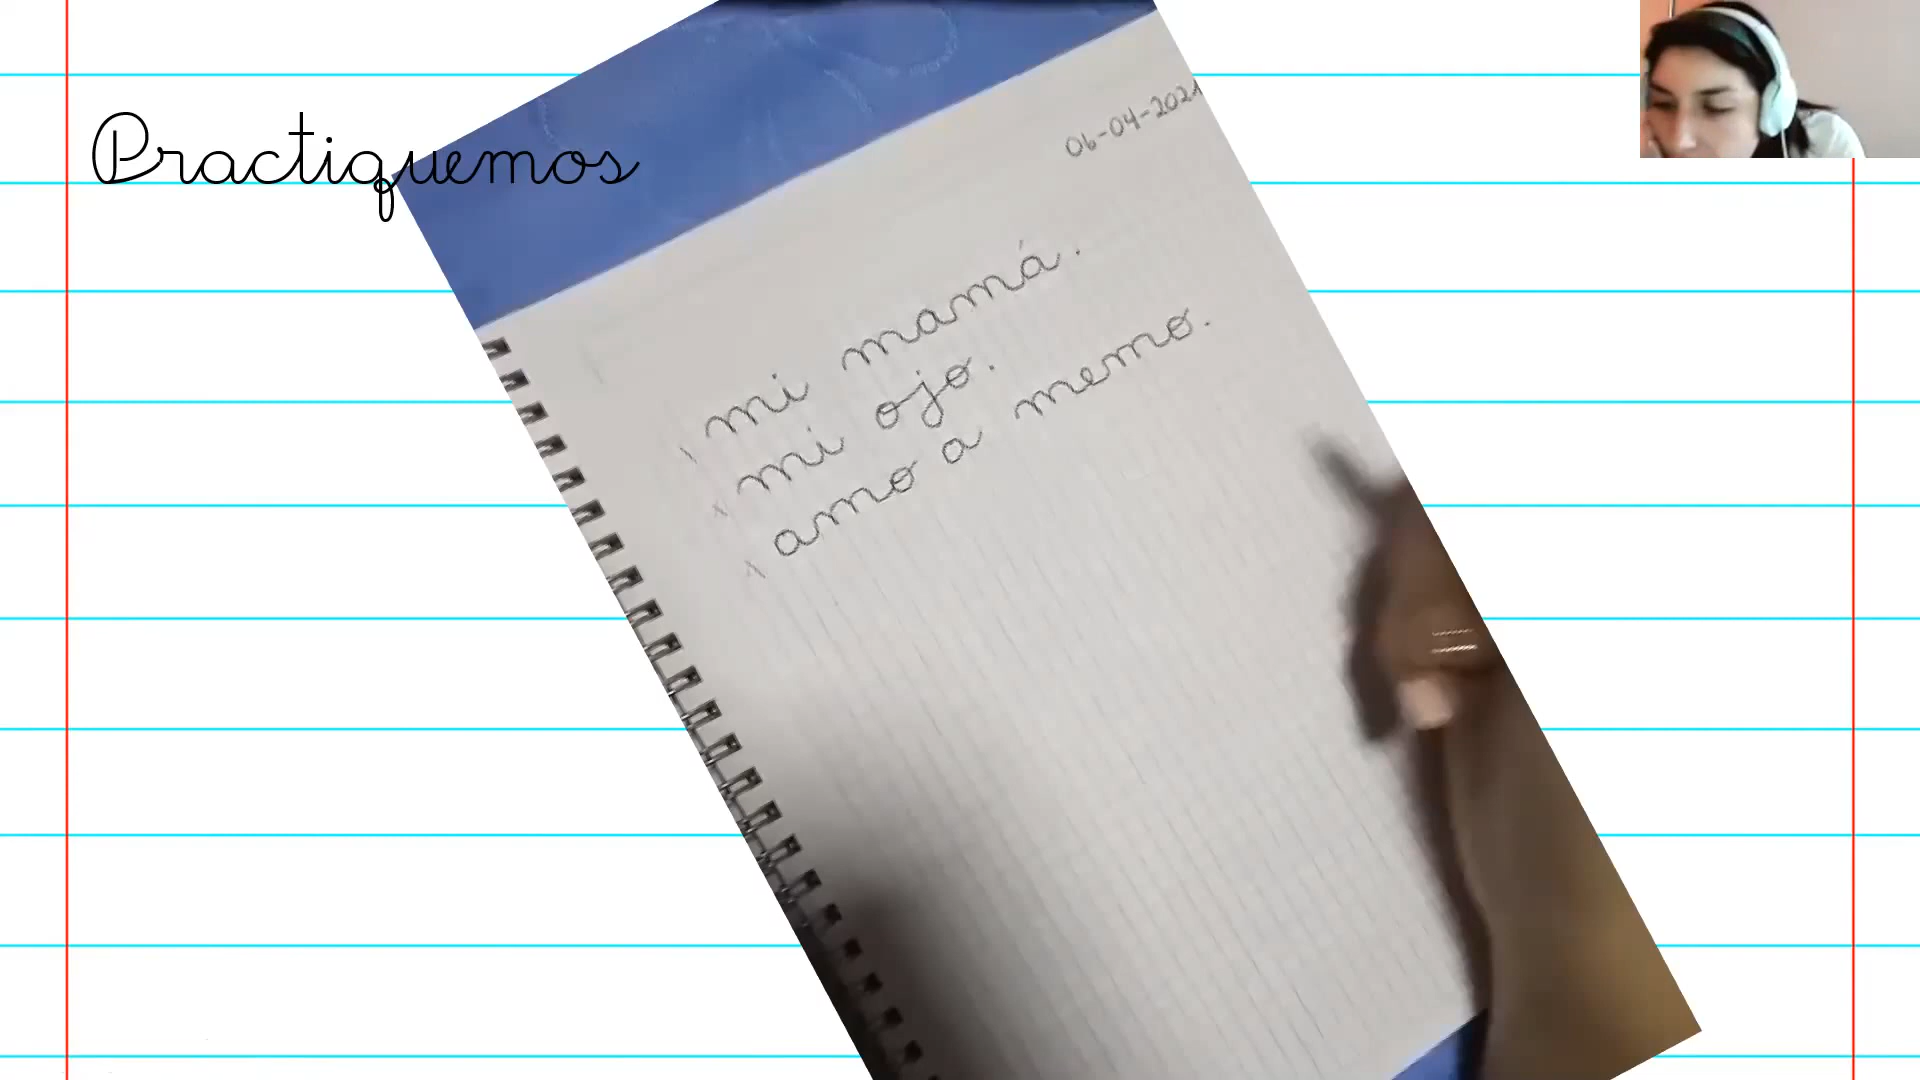 Practiquemos
06-04-2021
mi mamá.
mi ojo.
amo a memo.